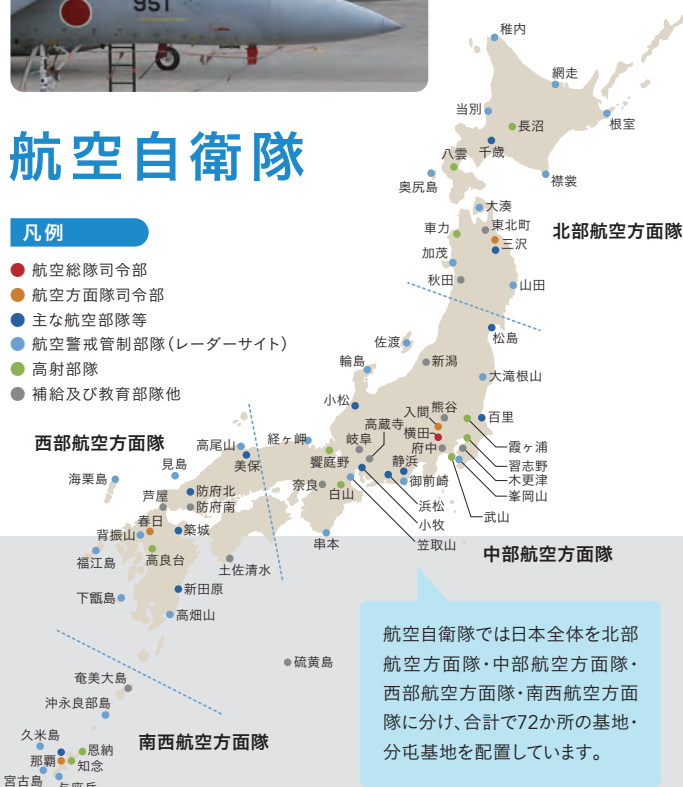 951
航空自衛隊
凡例
航空総隊司令部
航空方面隊司令部
主な航空部隊等
航空警戒管制部隊（レーダーサイト）
高射部隊
補給及び教育部隊他
稚内
網走
当別
長沼
根室
八雲
千歳
奥尻島
襟裳
大湊
車力
東北町
北部航空方面隊
三沢
加茂
秋田
山田
松島
佐渡
新潟
輪島
大滝根山
小松
入間
熊谷
百里
高蔵寺
横田
経ヶ岬
岐阜
府中
西部航空方面隊
高尾山
霞ヶ浦
美保
饗庭野
静浜
習志野
見島
海栗島
奈良
御前崎
木更津
白山
防府北
芦屋
峯岡山
防府南
浜松
武山
春日
小牧
築城
背振山
串本
笠取山
中部航空方面隊
福江島
高良台
土佐清水
新田原
下甑島
高畑山
航空自衛隊では日本全体を北部
航空方面隊・中部航空方面隊・
西部航空方面隊・南西航空方面
隊に分け、合計で72か所の基地・
分屯基地を配置しています。
硫黄島
奄美大島
沖永良部島
久米島
南西航空方面隊
恩納
那覇
知念
宮古島